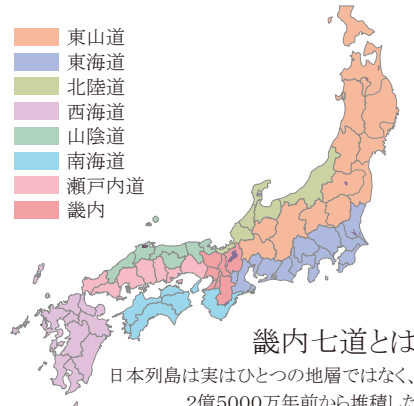 東山道
東海道
北陸道
西海道
山陰道
南海道
瀬戸内道
畿内
畿内七道とは
日本列島は実はひとつの地層ではなく、
2億5000万年前から堆積した